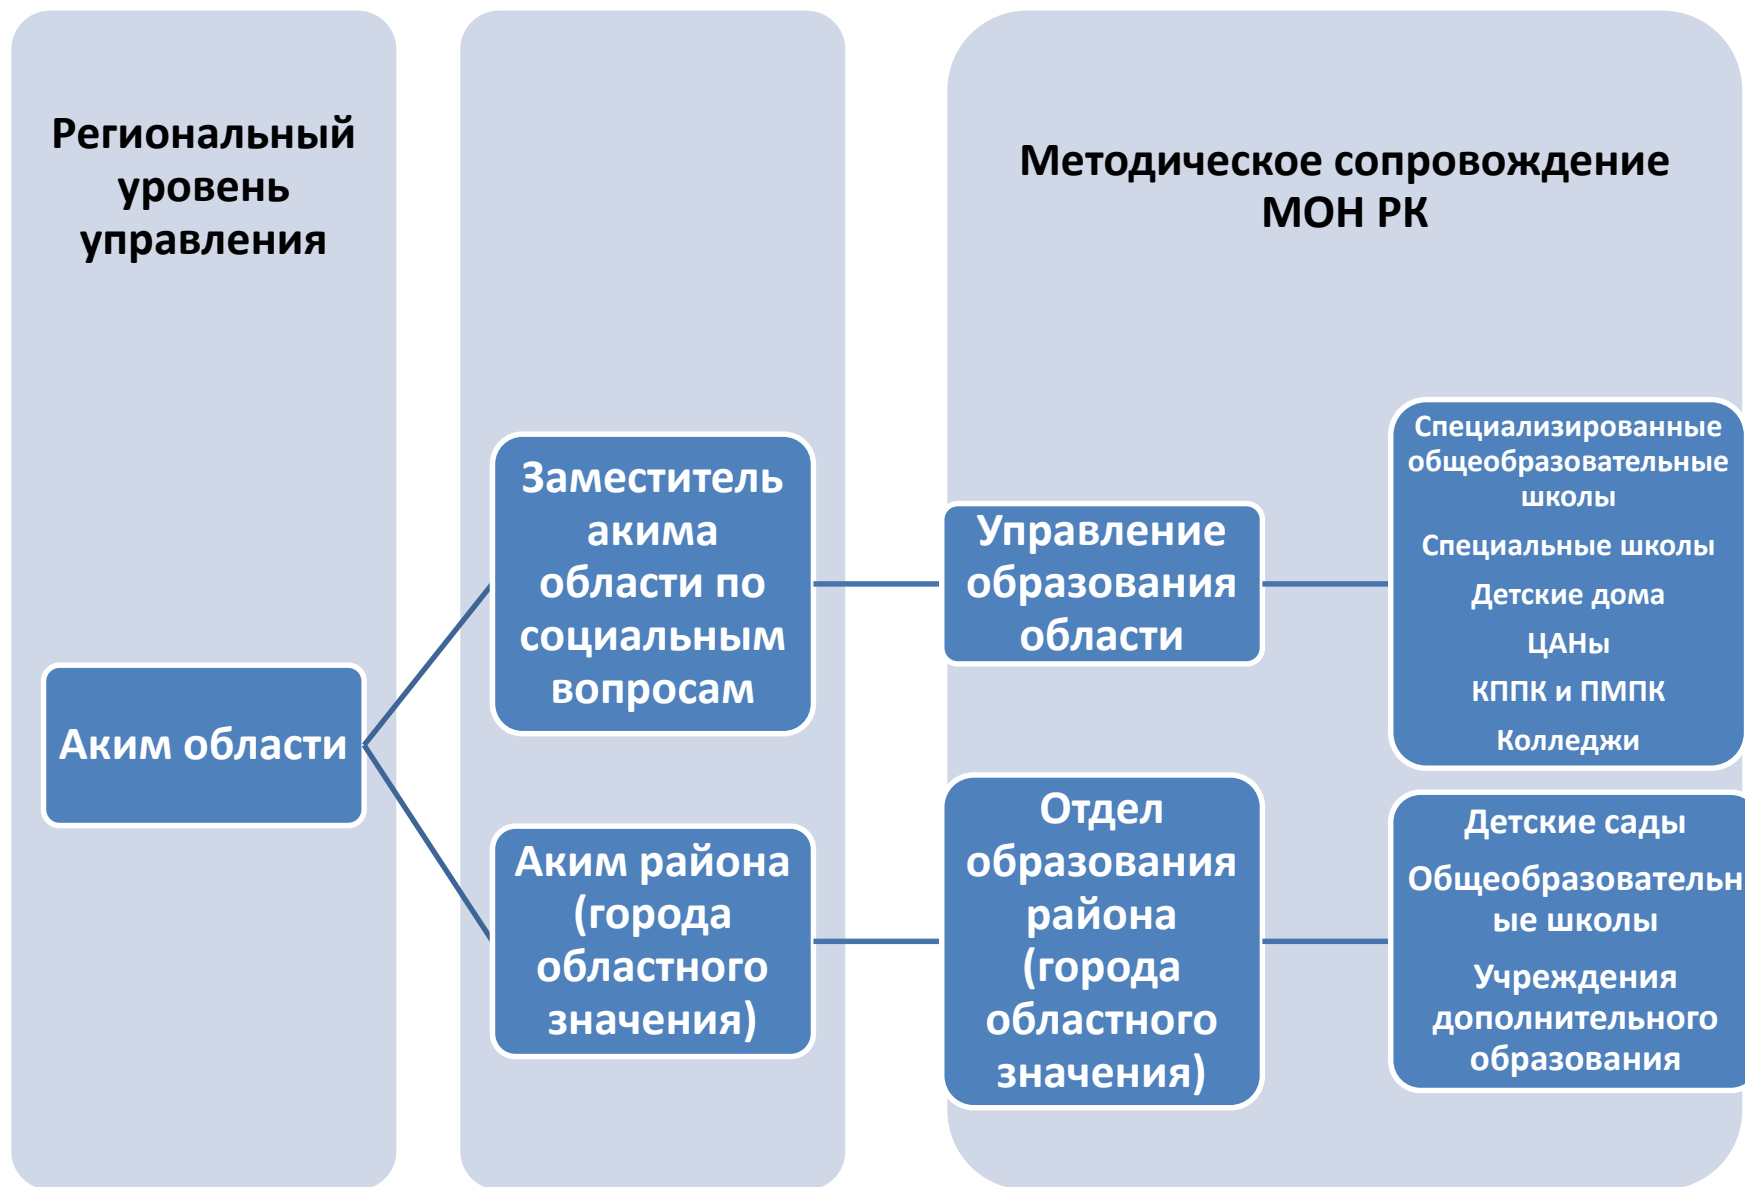 Региональный
уровень
управления
Методическое сопровождение
МОН РК
Аким области
Заместитель
акима
области по
социальным
вопросам
Аким района
(города
областного
значения)
Управление
образования
области
Отдел
образования
района
(города
областного
значения)
Специализированные
общеобразовательные
школы
Специальные школы
Детские дома
ЦАНы
КППК и ПМПК
Колледжи
Детские сады
Общеобразовательн
ые школы
Учреждения
дополнительного
образования